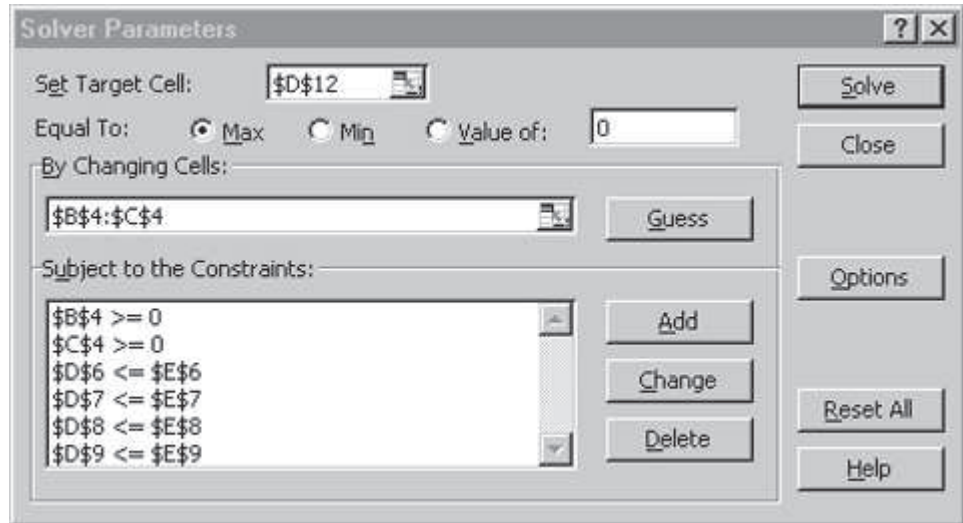 Solver Parameters ? X
Set Target Cell: $D$12 Solve
Equal To: Max Min Value of: 0
Close
By Changing Cells:
$B$4:$C$4 Guess
Subject to the Constraints:
Options
$B$4 >= 0 Add
$C$4 >= 0
$D$6 <= $E$6 Change
$D$7 <= $E$7
Reset All
$D$8 <= $E$8 Delete
$D$9 <= $E$9
Help